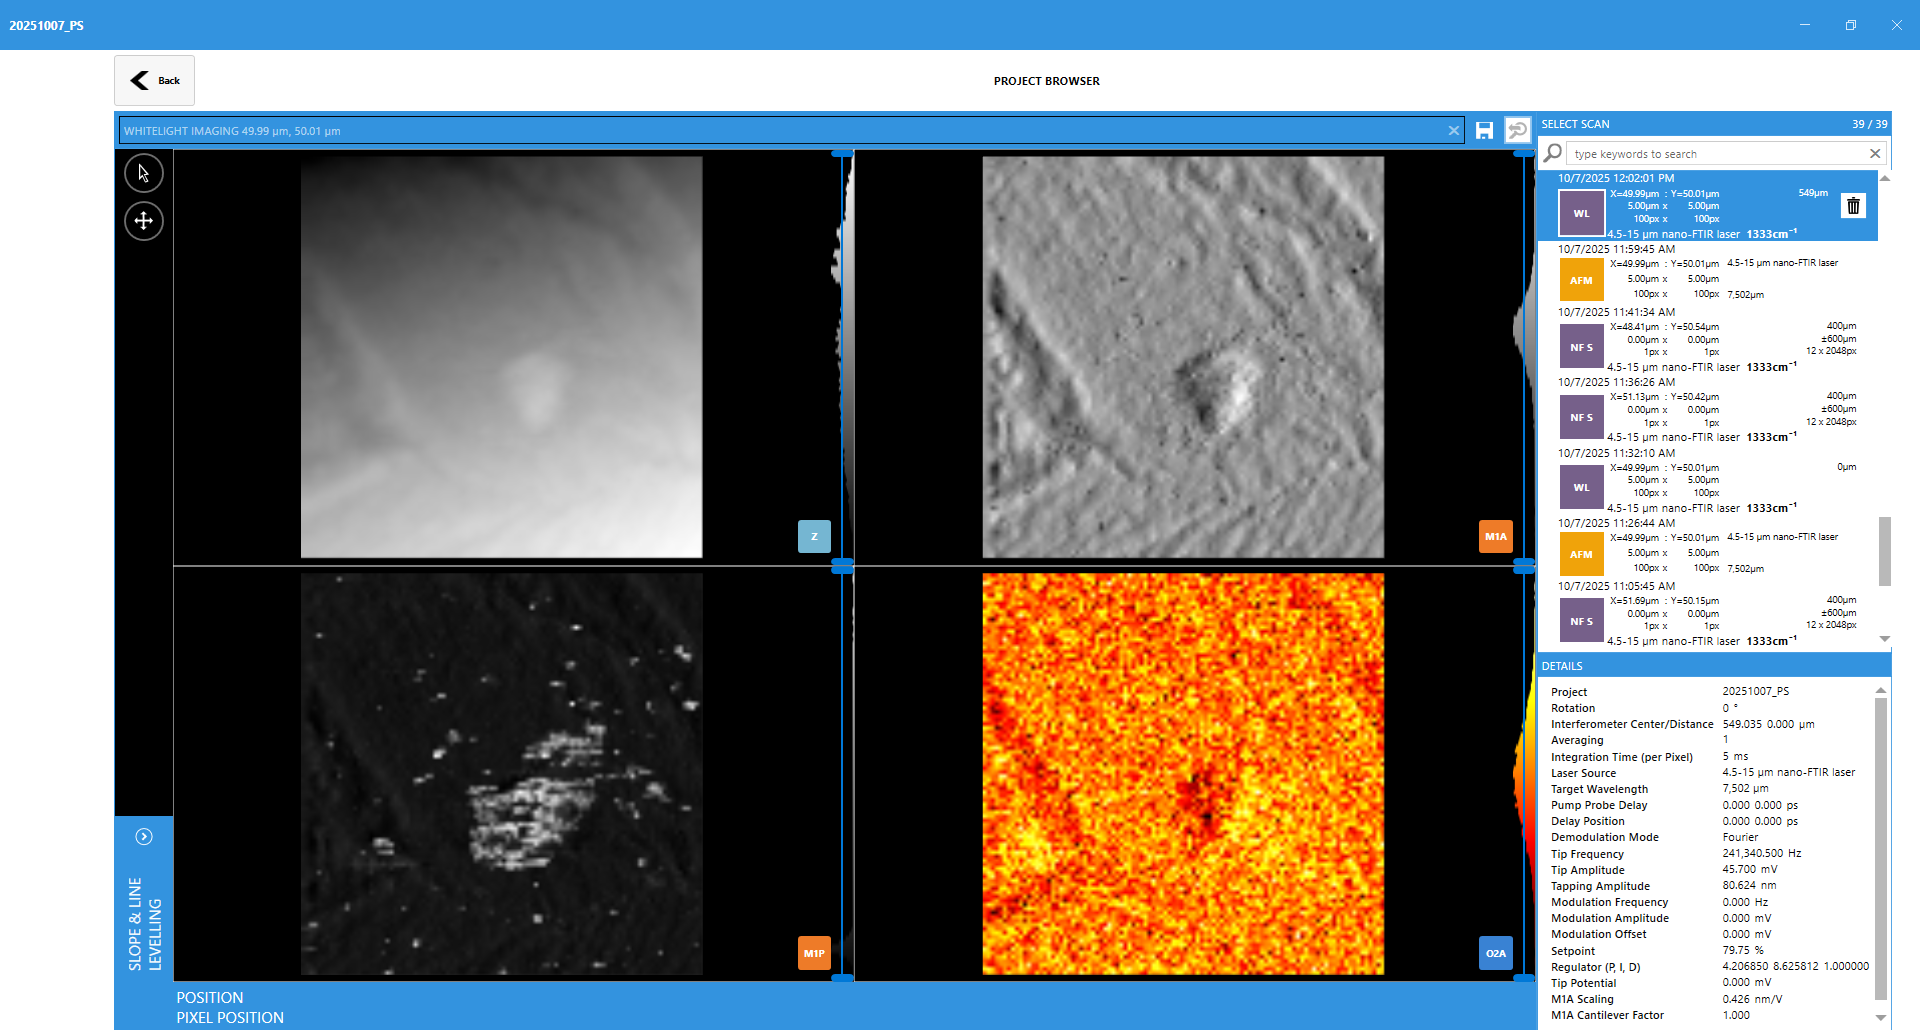 20251007_PS
Back
PROJECT BROWSER
WHITELIGHT IMAGING 49.99 µm, 50.01 µm
SELECT SCAN 39 / 39
type keywords to search
10/7/2025 12:02:01 PM
WL
X=49.99µm : Y=50.01µm 549µm
5.00µm x 5.00µm
100px x 100px
4.5-15 µm nano-FTIR laser 1333cm⁻¹
10/7/2025 11:59:45 AM
AFM
X=49.99µm : Y=50.01µm 4.5-15 µm nano-FTIR laser
5.00µm x 5.00µm
100px x 100px 7,502µm
10/7/2025 11:41:34 AM
NF S
X=48.41µm : Y=50.54µm 400µm
0.00µm x 0.00µm ±600µm
1px x 1px 12 x 2048px
4.5-15 µm nano-FTIR laser 1333cm⁻¹
10/7/2025 11:36:26 AM
NF S
X=51.13µm : Y=50.42µm 400µm
0.00µm x 0.00µm ±600µm
1px x 1px 12 x 2048px
4.5-15 µm nano-FTIR laser 1333cm⁻¹
10/7/2025 11:32:10 AM
WL
X=49.99µm : Y=50.01µm 0µm
5.00µm x 5.00µm
100px x 100px
4.5-15 µm nano-FTIR laser 1333cm⁻¹
10/7/2025 11:26:44 AM
AFM
X=49.99µm : Y=50.01µm 4.5-15 µm nano-FTIR laser
5.00µm x 5.00µm
100px x 100px 7,502µm
10/7/2025 11:05:45 AM
NF S
X=51.69µm : Y=50.15µm 400µm
0.00µm x 0.00µm ±600µm
1px x 1px 12 x 2048px
4.5-15 µm nano-FTIR laser 1333cm⁻¹
Z
M1A
M1P
O2A
SLOPE & LINE
LEVELLING
POSITION
PIXEL POSITION
DETAILS
Project 20251007_PS
Rotation 0 °
Interferometer Center/Distance 549.035 0.000 µm
Averaging 1
Integration Time (per Pixel) 5 ms
Laser Source 4.5-15 µm nano-FTIR laser
Target Wavelength 7,502 µm
Pump Probe Delay 0.000 0.000 ps
Delay Position 0.000 0.000 ps
Demodulation Mode Fourier
Tip Frequency 241,340.500 Hz
Tip Amplitude 45.700 mV
Tapping Amplitude 80.624 nm
Modulation Frequency 0.000 Hz
Modulation Amplitude 0.000 mV
Modulation Offset 0.000 mV
Setpoint 79.75 %
Regulator (P, I, D) 4.206850 8.625812 1.000000
Tip Potential 0.000 mV
M1A Scaling 0.426 nm/V
M1A Cantilever Factor 1.000